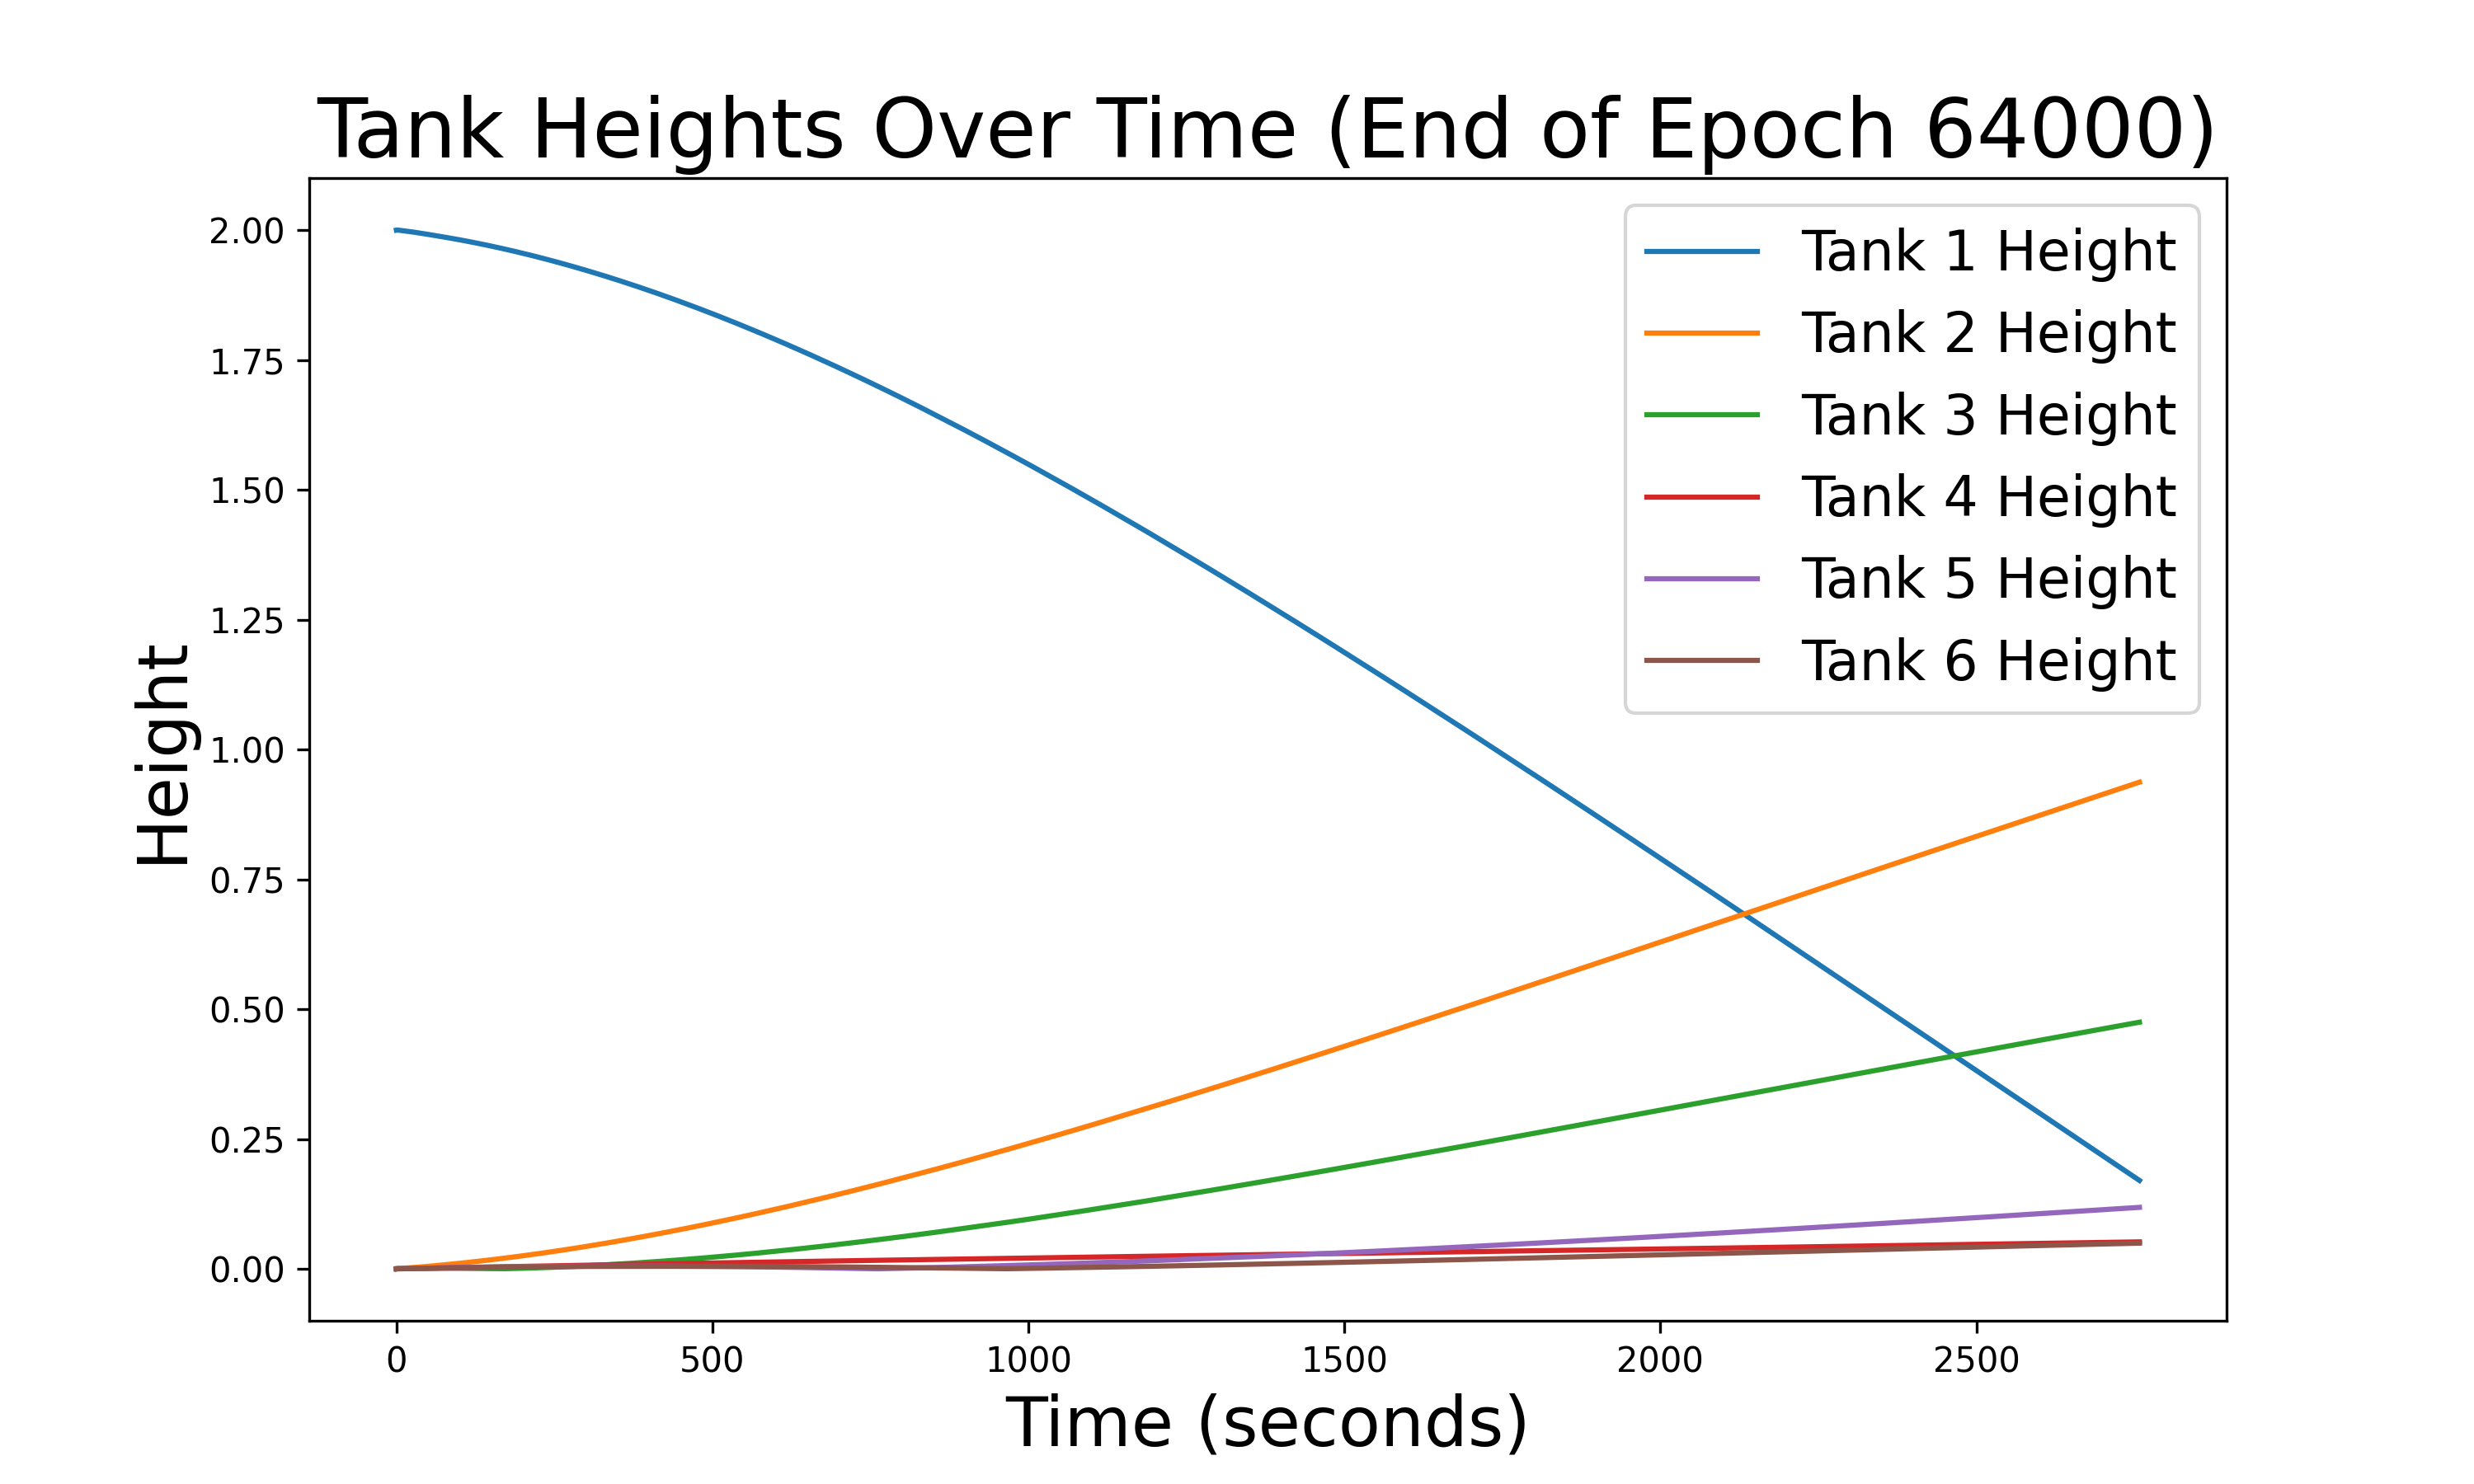 Tank Heights Over Time (End of Epoch 64000)
2.00
1.75
1.50
1.25
1.00
0.75
0.50
0.25
0.00
Height
Tank 1 Height
Tank 2 Height
Tank 3 Height
Tank 4 Height
Tank 5 Height
Tank 6 Height
0 500 1000 1500 2000 2500
Time (seconds)